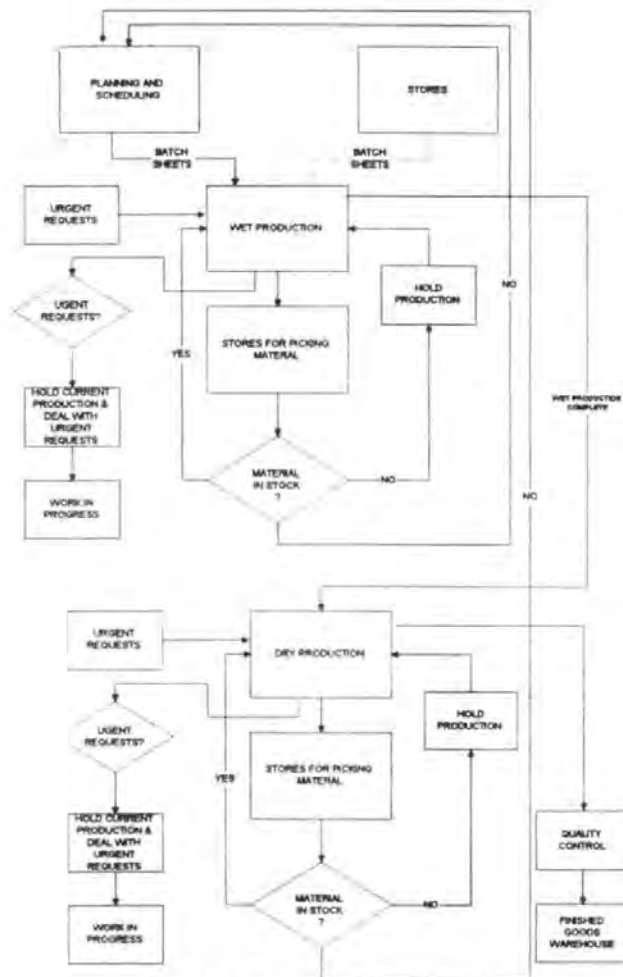 PLANNING AND
SCHEDULING
STORES
BATCH
SHEETS
BATCH
SHEETS
URGENT
REQUESTS
WET PRODUCTION
HOLD
PRODUCTION
NO
UGENT
REQUESTS?
STORES FOR PICKING
MATERIAL
YES
WET PRODUCTION
COMPLETE
HOLD CURRENT
PRODUCTION &
DEAL WITH
URGENT
REQUESTS
MATERIAL
IN STOCK
?
NO
NO
WORK IN
PROGRESS
URGENT
REQUESTS
DRY PRODUCTION
HOLD
PRODUCTION
UGENT
REQUESTS?
STORES FOR PICKING
MATERIAL
YES
HOLD CURRENT
PRODUCTION &
DEAL WITH
URGENT
REQUESTS
QUALITY
CONTROL
MATERIAL
IN STOCK
?
NO
WORK IN
PROGRESS
FINISHED
GOODS
WAREHOUSE